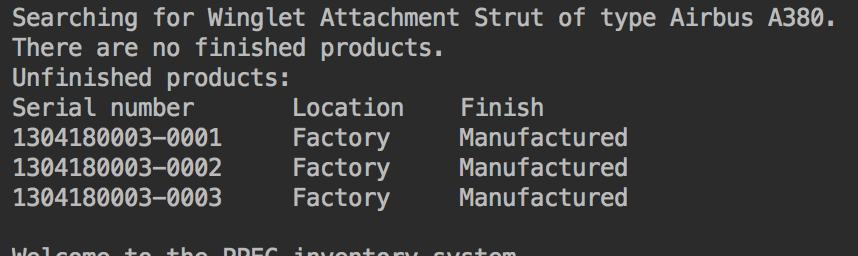 Searching for Winglet Attachment Strut of type Airbus A380.
There are no finished products.
Unfinished products:
Serial number Location Finish
1304180003-0001 Factory Manufactured
1304180003-0002 Factory Manufactured
1304180003-0003 Factory Manufactured
Welcome to the PPEC inventory system